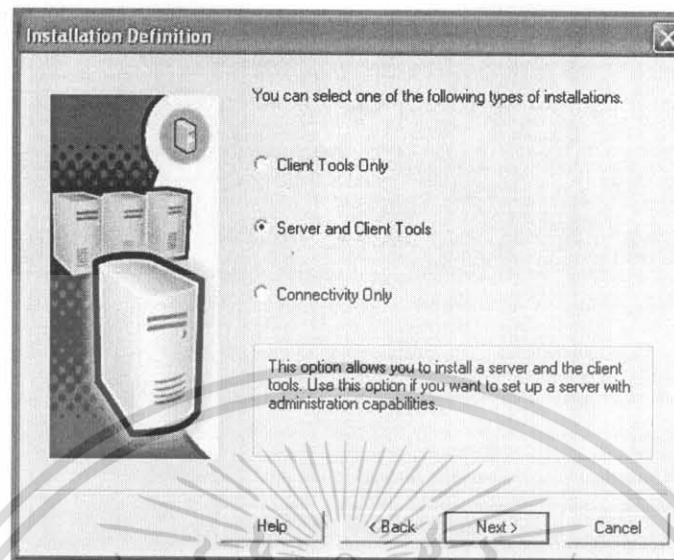 Installation Definition
You can select one of the following types of installations.
Client Tools Only
Server and Client Tools
Connectivity Only
This option allows you to install a server and the client
tools. Use this option if you want to set up a server with
administration capabilities.
Help
< Back
Next >
Cancel